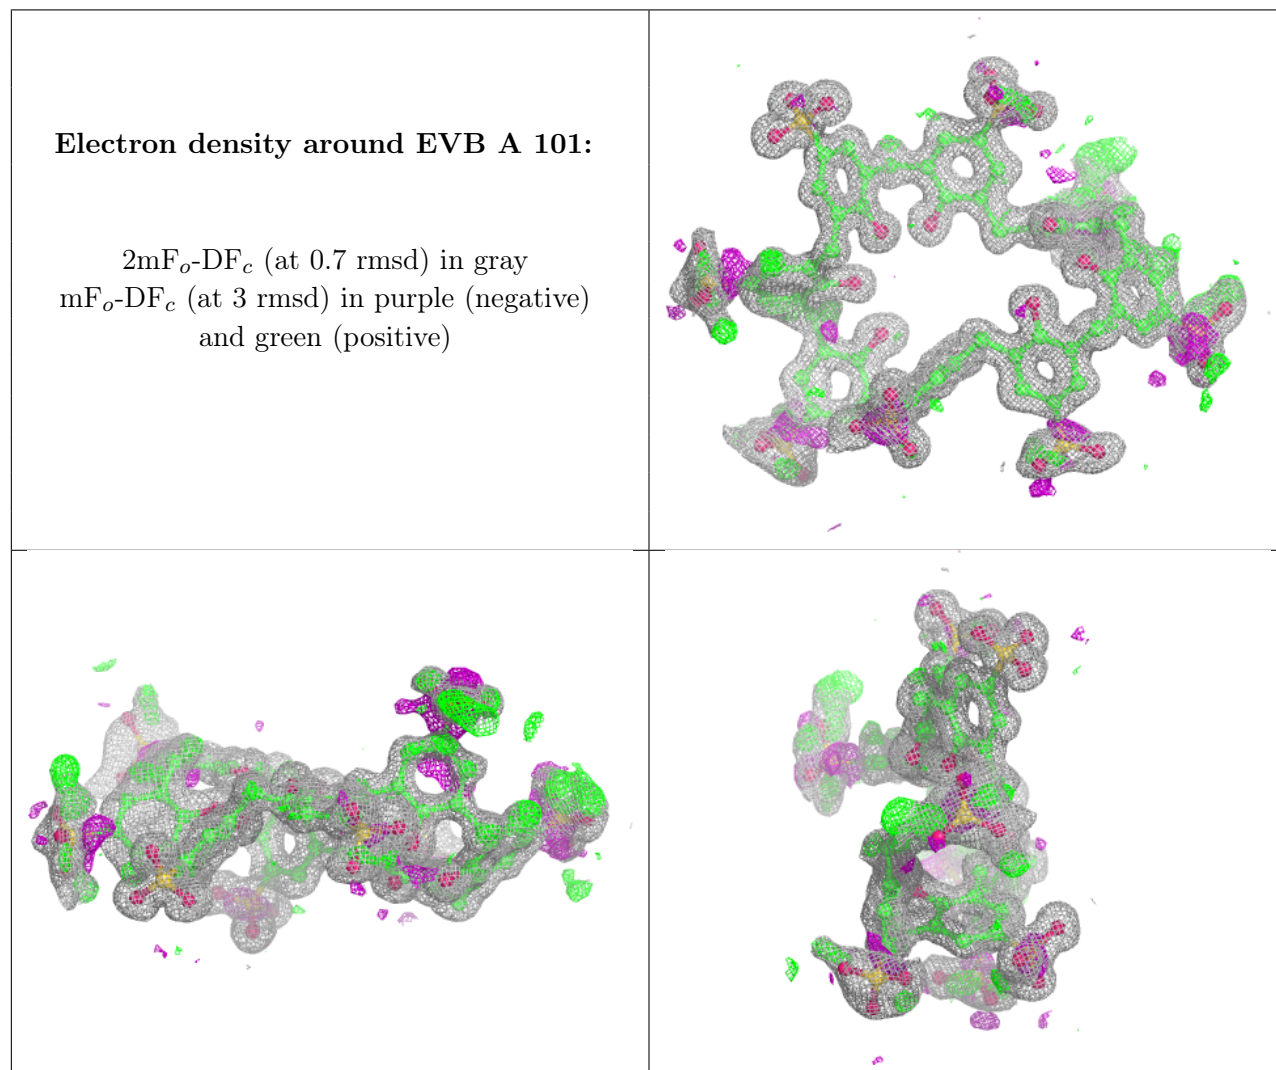 Electron density around EVB A 101:
2mFo-DFc (at 0.7 rmsd) in gray
mFo-DFc (at 3 rmsd) in purple (negative)
and green (positive)